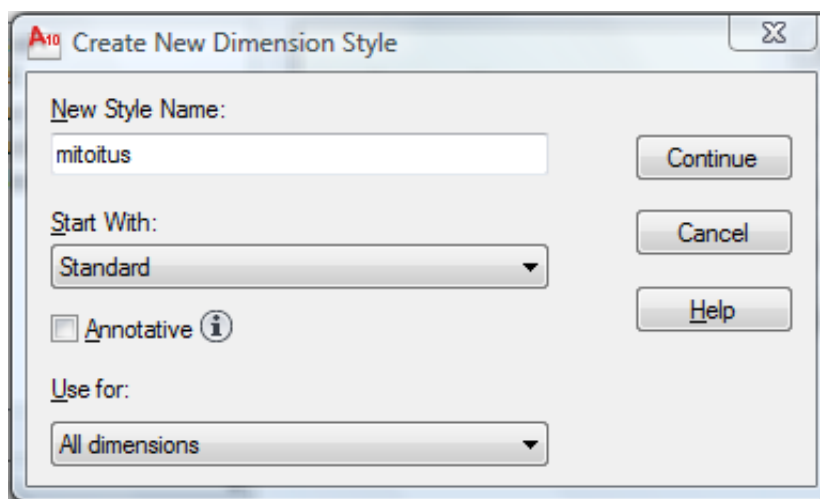 A10 Create New Dimension Style
New Style Name:
mitoitus
Continue
Start With:
Cancel
Standard
Help
Annotative
Use for:
All dimensions